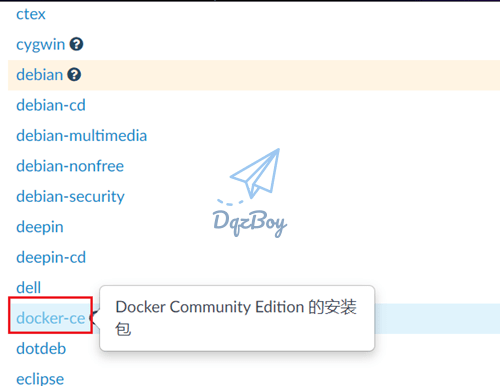 ctex
cygwin
debian
debian-cd
debian-multimedia
debian-nonfree
debian-security
DqzBoy
deepin
deepin-cd
dell
docker-ce
Docker Community Edition 的安装
包
dotdeb
eclipse